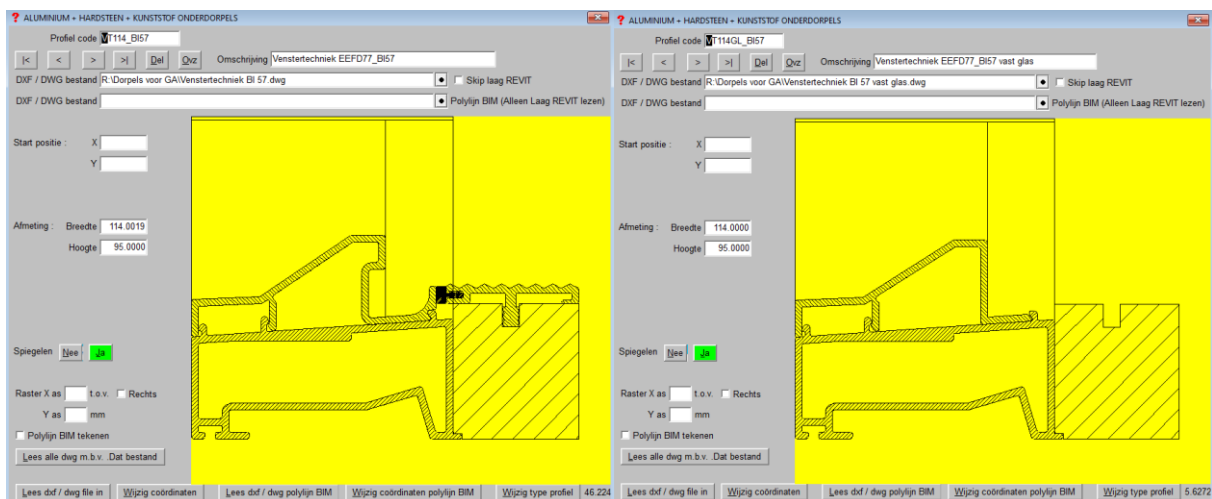 ALUMINIUM + HARDSTEEN + KUNSTSTOF ONDERDORPELS
Profiel code VT114_BI57
|< < > >| Del Ovz Omschrijving Venstertechniek EEFD77_BI57
DXF / DWG bestand R:\Dorpels voor GA\Venstertechniek BI 57.dwg Skip laag REVIT
DXF / DWG bestand Polylijn BIM (Alleen Laag REVIT lezen)
Start positie : X
Y
Afmeting : Breedte 114.0019
Hoogte 95.0000
Spiegelen Nee Ja
Raster X as t.o.v. Rechts
Y as mm
Polylijn BIM tekenen
Lees alle dwg m.b.v. .Dat bestand
Lees dxf / dwg file in Wijzig coördinaten Lees dxf / dwg polylijn BIM Wijzig coördinaten polylijn BIM Wijzig type profiel 46.224
ALUMINIUM + HARDSTEEN + KUNSTSTOF ONDERDORPELS
Profiel code VT114GL_BI57
|< < > >| Del Ovz Omschrijving Venstertechniek EEFD77_BI57 vast glas
DXF / DWG bestand R:\Dorpels voor GA\Venstertechniek BI 57 vast glas.dwg Skip laag REVIT
DXF / DWG bestand Polylijn BIM (Alleen Laag REVIT lezen)
Start positie : X
Y
Afmeting : Breedte 114.0000
Hoogte 95.0000
Spiegelen Nee Ja
Raster X as t.o.v. Rechts
Y as mm
Polylijn BIM tekenen
Lees alle dwg m.b.v. .Dat bestand
Lees dxf / dwg file in Wijzig coördinaten Lees dxf / dwg polylijn BIM Wijzig coördinaten polylijn BIM Wijzig type profiel 5.6272